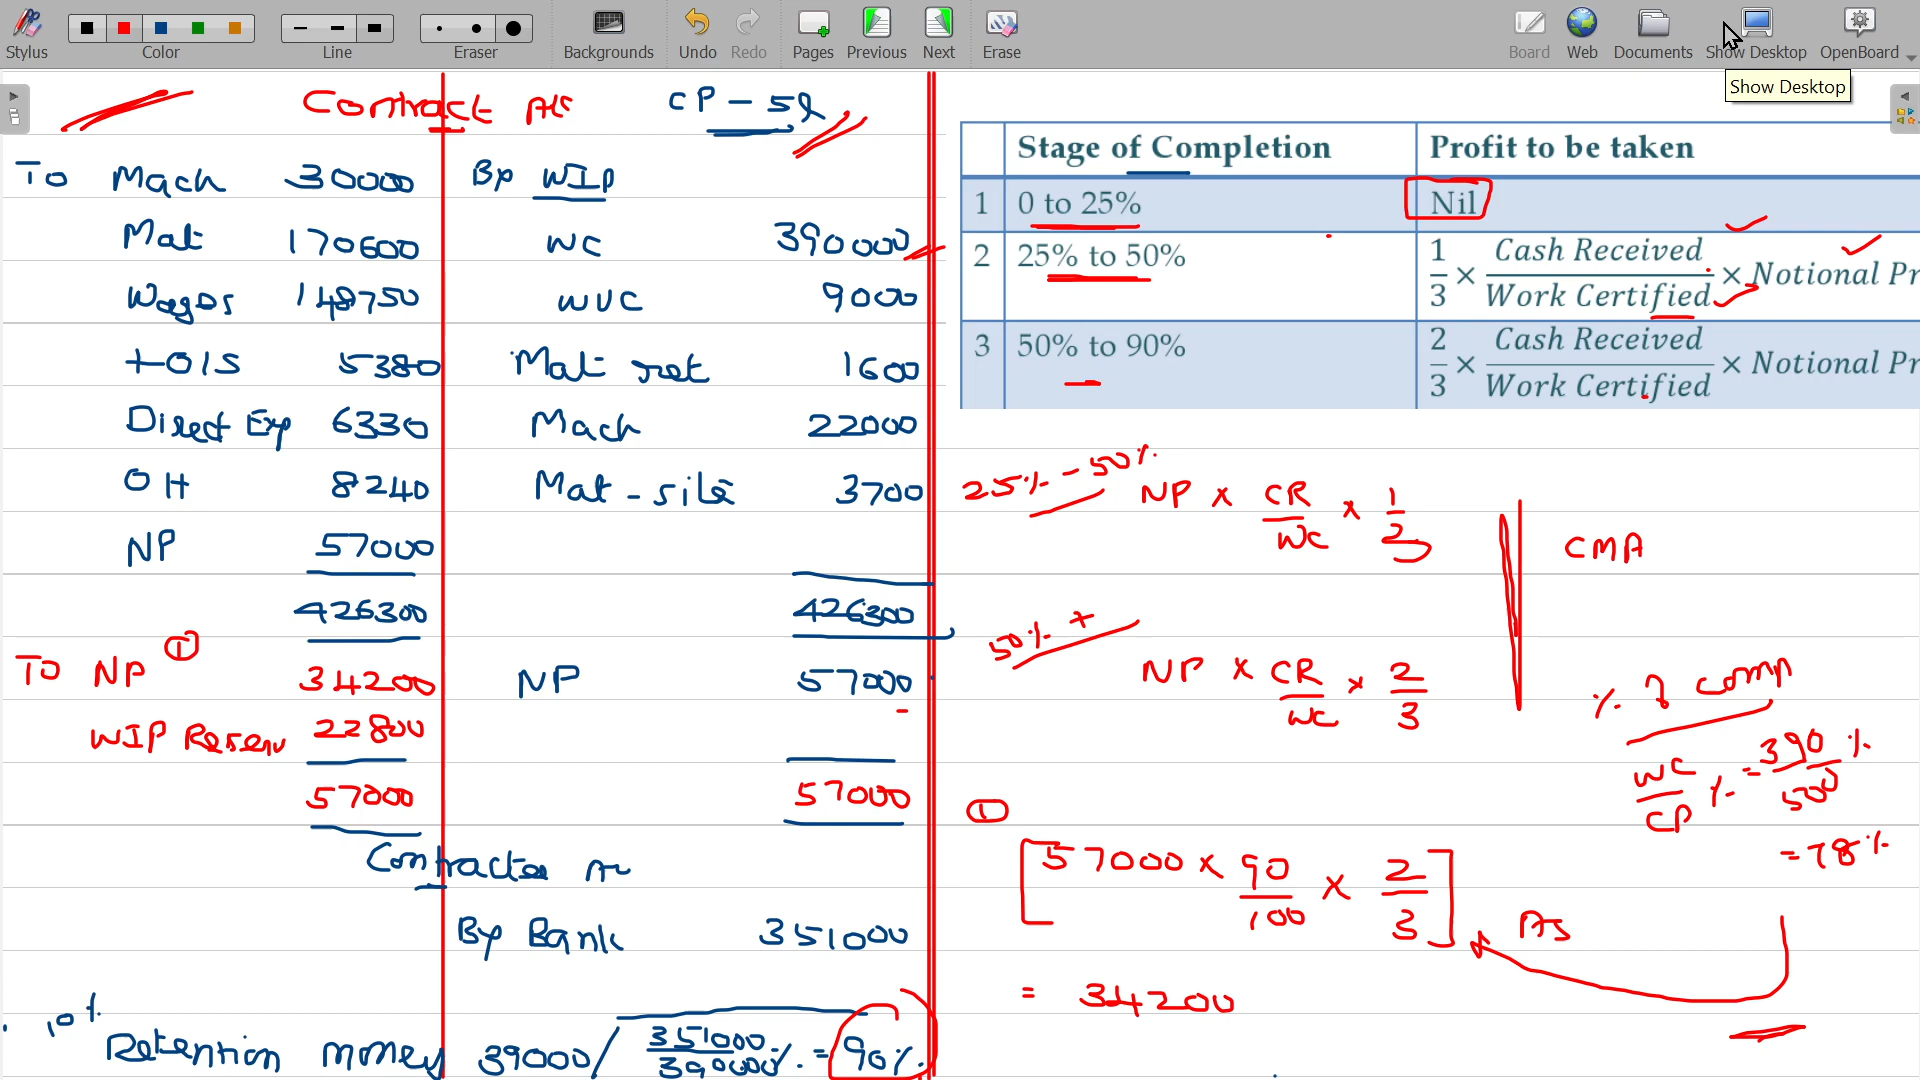 Stylus Color Line Eraser Backgrounds Undo Redo Pages Previous Next Erase Board Web Documents Show Desktop OpenBoard
Show Desktop
Contract A/c CP - 5L
To Mach 30000 By WIP
Mat 170600 WC 390000
Wages 148750 WUC 9000
TOIS 5380 Mat ret 1600
Direct Exp 6330 Mach 22000
OH 8240 Mat - site 3700
NP 57000
426300 426300
To NP ① 34200 NP 57000
WIP Reserv 22800
57000 57000
Contractee A/c
By Bank 351000
10%
Retention money 39000 / 351000/390000 % = 90%
Stage of Completion Profit to be taken
1 0 to 25% Nil
2 25% to 50% 1/3 × Cash Received/Work Certified × Notional Pr
3 50% to 90% 2/3 × Cash Received/Work Certified × Notional Pr
25% - 50% NP × CR/WC × 1/3
CMA
50% + NP × CR/WC × 2/3
% of comp
WC/CP % = 390/500 %
= 78%
①
[57000 × 90/100 × 2/3]
AS
= 34200